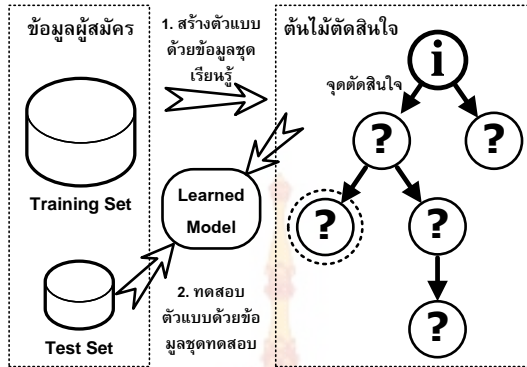 ข้อมูลผู้สมัคร
Training Set
Test Set
1. สร้างตัวแบบ
ด้วยข้อมูลชุด
เรียนรู้
Learned
Model
2. ทดสอบ
ตัวแบบด้วยข้อ
มูลชุดทดสอบ
ต้นไม้ตัดสินใจ
i
จุดตัดสินใจ
?
?
?
?
?